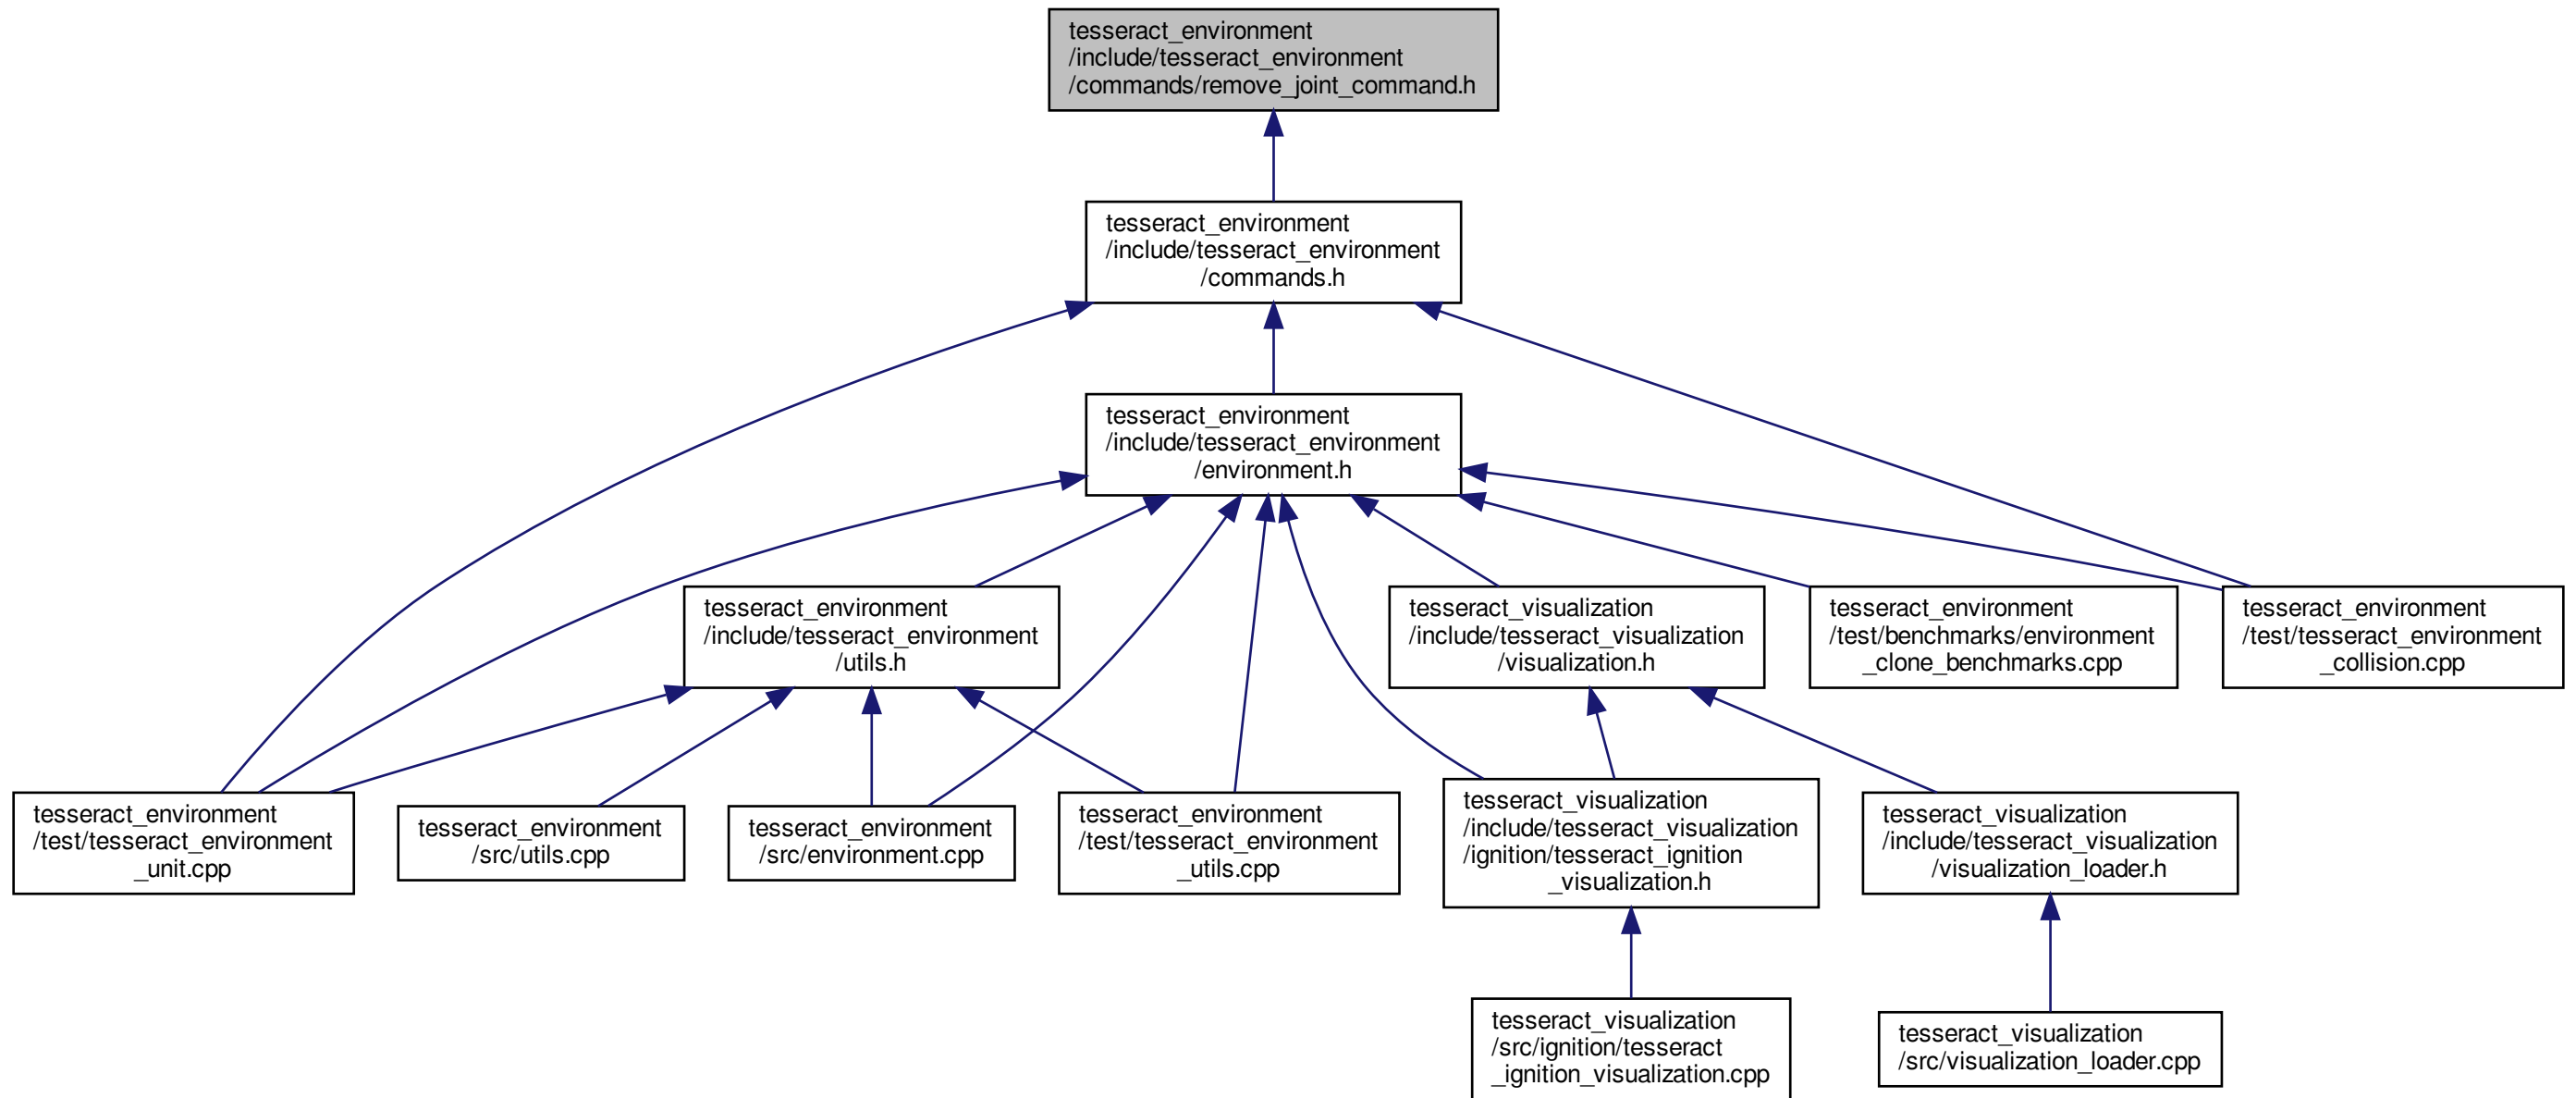 tesseract_environment
/include/tesseract_environment
/commands/remove_joint_command.h
tesseract_environment
/include/tesseract_environment
/commands.h
tesseract_environment
/include/tesseract_environment
/environment.h
tesseract_environment
/include/tesseract_environment
/utils.h
tesseract_visualization
/include/tesseract_visualization
/visualization.h
tesseract_environment
/test/benchmarks/environment
_clone_benchmarks.cpp
tesseract_environment
/test/tesseract_environment
_collision.cpp
tesseract_environment
/test/tesseract_environment
_unit.cpp
tesseract_environment
/src/utils.cpp
tesseract_environment
/src/environment.cpp
tesseract_environment
/test/tesseract_environment
_utils.cpp
tesseract_visualization
/include/tesseract_visualization
/ignition/tesseract_ignition
_visualization.h
tesseract_visualization
/include/tesseract_visualization
/visualization_loader.h
tesseract_visualization
/src/ignition/tesseract
_ignition_visualization.cpp
tesseract_visualization
/src/visualization_loader.cpp